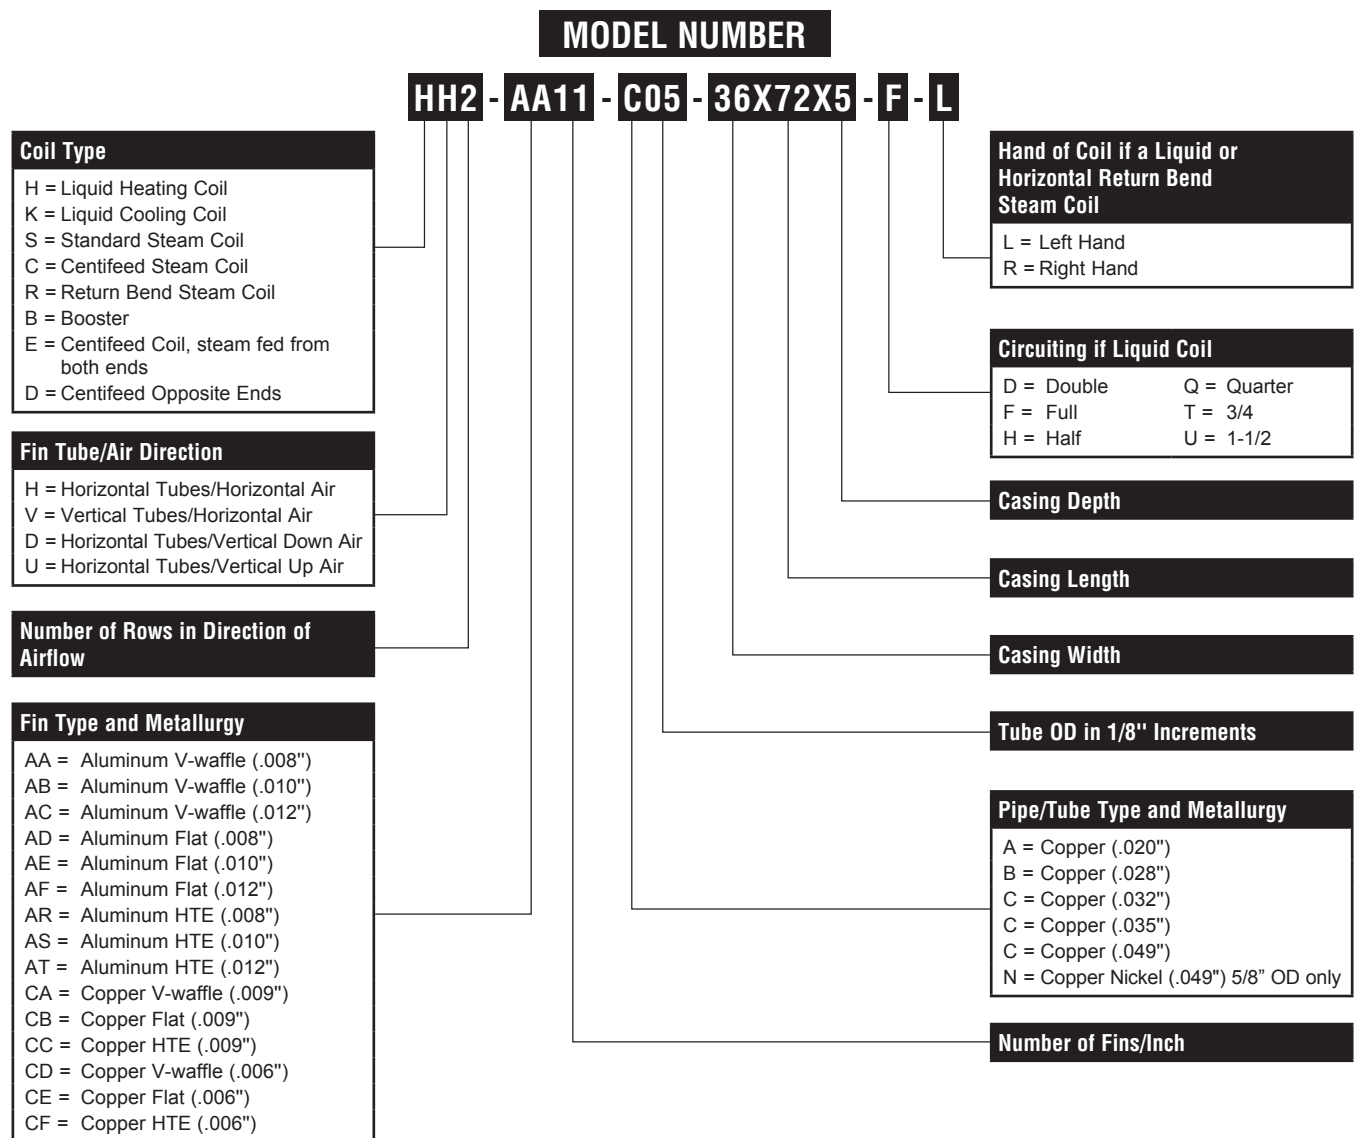 MODEL NUMBER
HH2 - AA11 - C05 - 36X72X5 - F - L
Coil Type
H = Liquid Heating Coil
K = Liquid Cooling Coil
S = Standard Steam Coil
C = Centifeed Steam Coil
R = Return Bend Steam Coil
B = Booster
E = Centifeed Coil, steam fed from
both ends
D = Centifeed Opposite Ends
Fin Tube/Air Direction
H = Horizontal Tubes/Horizontal Air
V = Vertical Tubes/Horizontal Air
D = Horizontal Tubes/Vertical Down Air
U = Horizontal Tubes/Vertical Up Air
Number of Rows in Direction of
Airflow
Fin Type and Metallurgy
AA = Aluminum V-waffle (.008")
AB = Aluminum V-waffle (.010")
AC = Aluminum V-waffle (.012")
AD = Aluminum Flat (.008")
AE = Aluminum Flat (.010")
AF = Aluminum Flat (.012")
AR = Aluminum HTE (.008")
AS = Aluminum HTE (.010")
AT = Aluminum HTE (.012")
CA = Copper V-waffle (.009")
CB = Copper Flat (.009")
CC = Copper HTE (.009")
CD = Copper V-waffle (.006")
CE = Copper Flat (.006")
CF = Copper HTE (.006")
Hand of Coil if a Liquid or
Horizontal Return Bend
Steam Coil
L = Left Hand
R = Right Hand
Circuiting if Liquid Coil
D = Double Q = Quarter
F = Full T = 3/4
H = Half U = 1-1/2
Casing Depth
Casing Length
Casing Width
Tube OD in 1/8'' Increments
Pipe/Tube Type and Metallurgy
A = Copper (.020")
B = Copper (.028")
C = Copper (.032")
C = Copper (.035")
C = Copper (.049")
N = Copper Nickel (.049") 5/8” OD only
Number of Fins/Inch